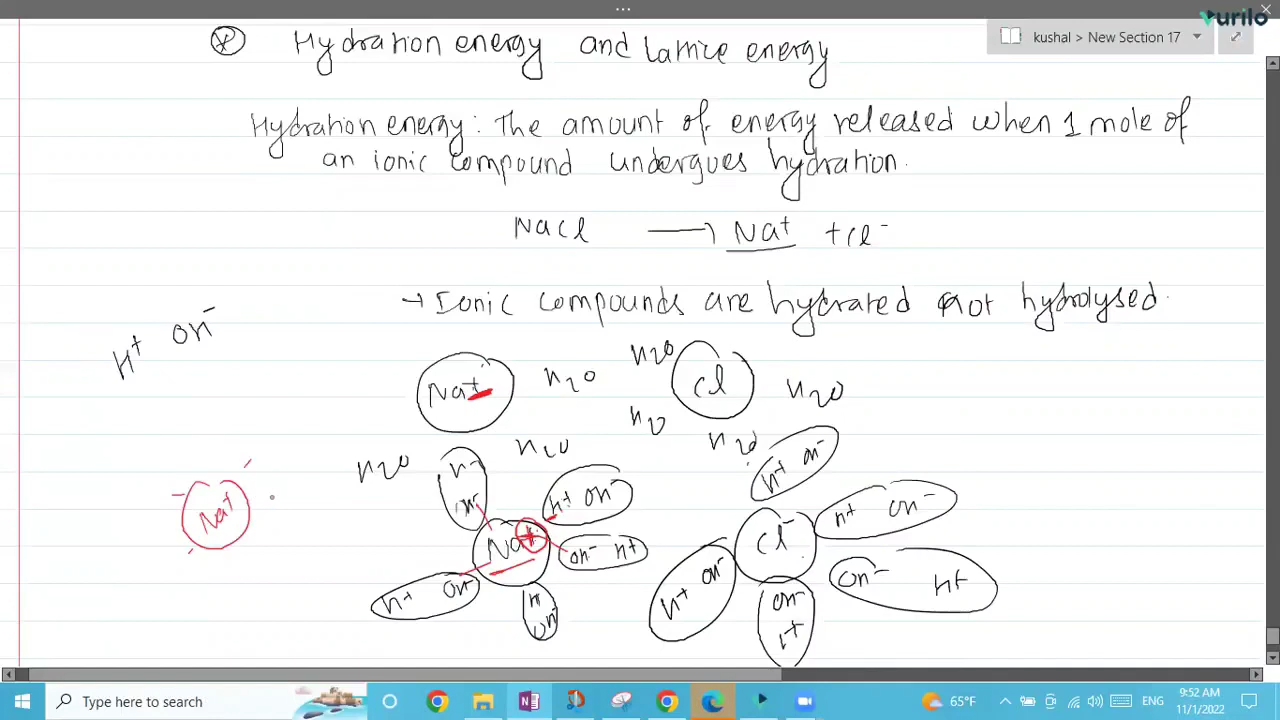 vurilo
kushal > New Section 17
Hydration energy and Lattice energy
Hydration energy: The amount of energy released when 1 mole of
an ionic compound undergues hydration.
NaCl → Na⁺ + Cl⁻
→ Ionic compounds are hydrated not hydrolysed.
H⁺ OH⁻
Na⁺ H₂O H₂O Cl H₂O
H₂O
H₂O H₂O H₂O
H⁺ OH⁻
H⁺ OH⁻ H⁺ OH⁻
Na⁺ Na⁺ OH⁻ H⁺ Cl⁻
H⁺ OH⁻ H⁺ OH⁻ OH⁻ H⁺
OH⁻
Type here to search
65°F
ENG
9:52 AM
11/1/2022